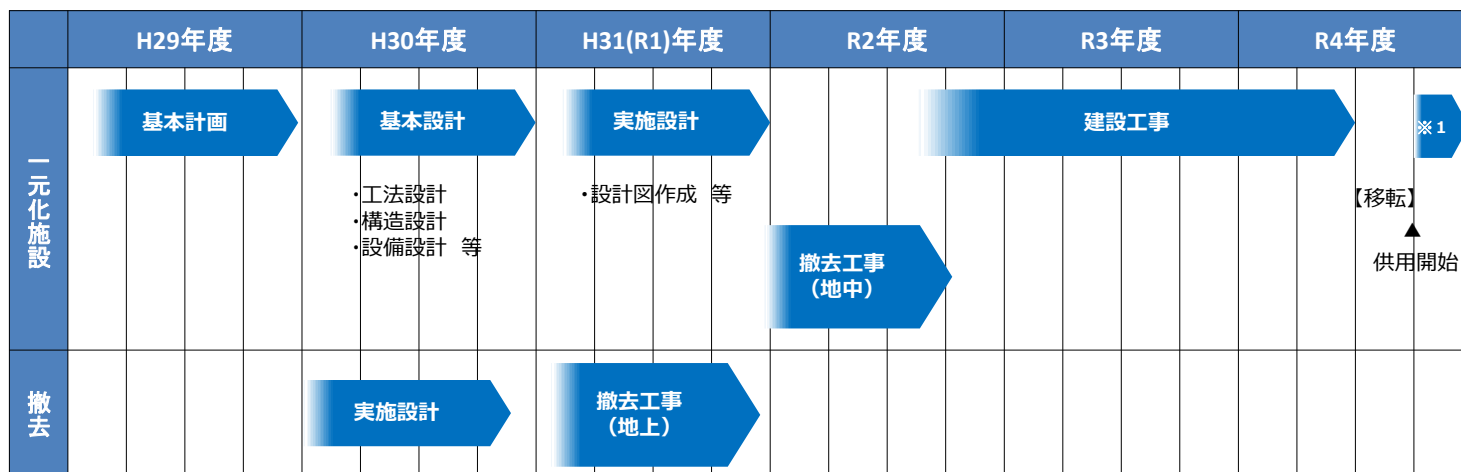 H29年度
H30年度
H31(R1)年度
R2年度
R3年度
R4年度
一元化施設
基本計画
基本設計
実施設計
建設工事
※1
・工法設計
・構造設計
・設備設計 等
・設計図作成 等
【移転】
▲
供用開始
撤去工事
（地中）
撤去
実施設計
撤去工事
（地上）